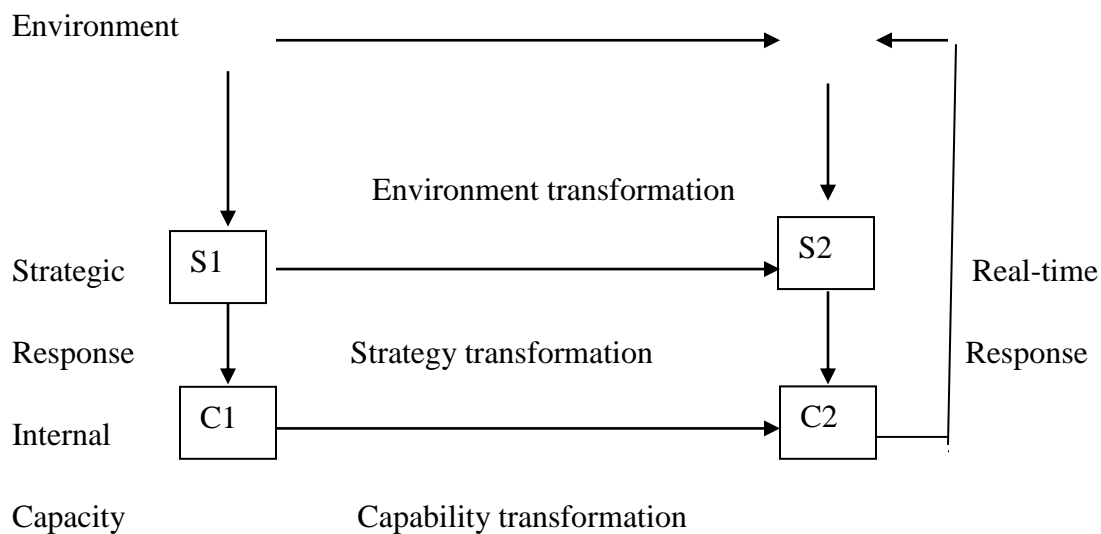 Environment
Environment transformation
S1
S2
Strategic
Real-time
Response
Strategy transformation
Response
C1
C2
Internal
Capacity
Capability transformation